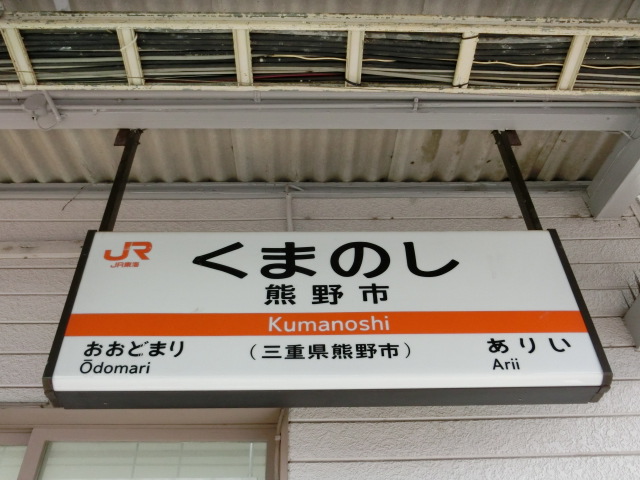 JR
JR東海
くまのし
熊野市
Kumanoshi
おおどまり
Ōdomari
（三重県熊野市）
ありい
Arii